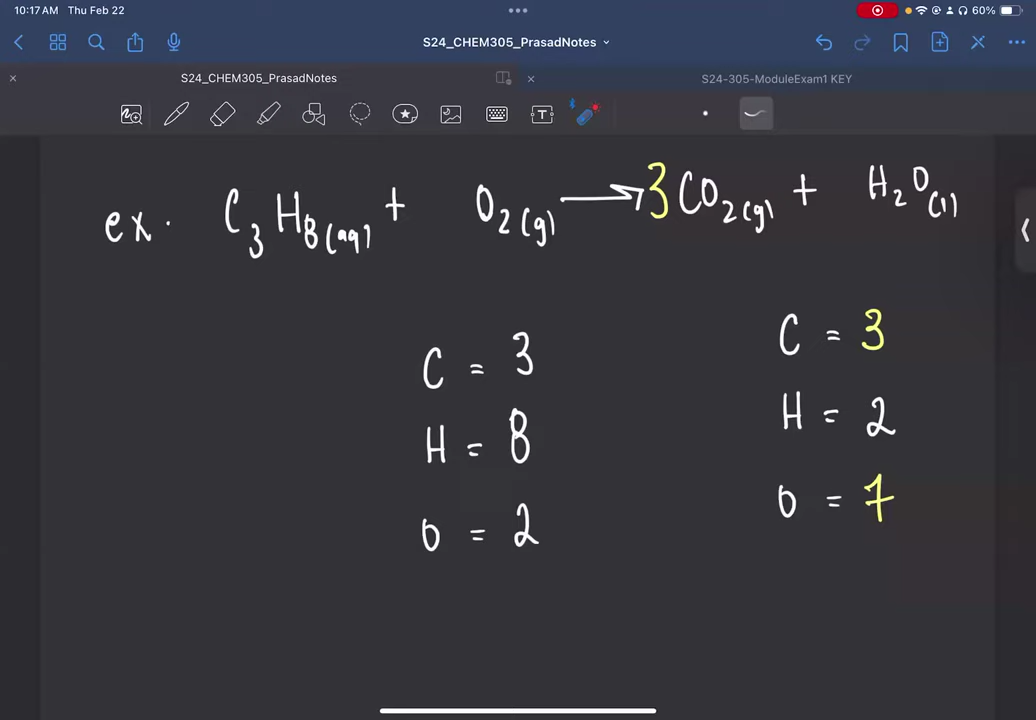 10:17 AM Thu Feb 22 60%
S24_CHEM305_PrasadNotes
S24_CHEM305_PrasadNotes S24-305-ModuleExam1 KEY
T
ex. C₃H₈(aq) + O₂(g) ⟶ 3CO₂(g) + H₂O(l)
C = 3
H = 8
O = 2
C = 3
H = 2
O = 7